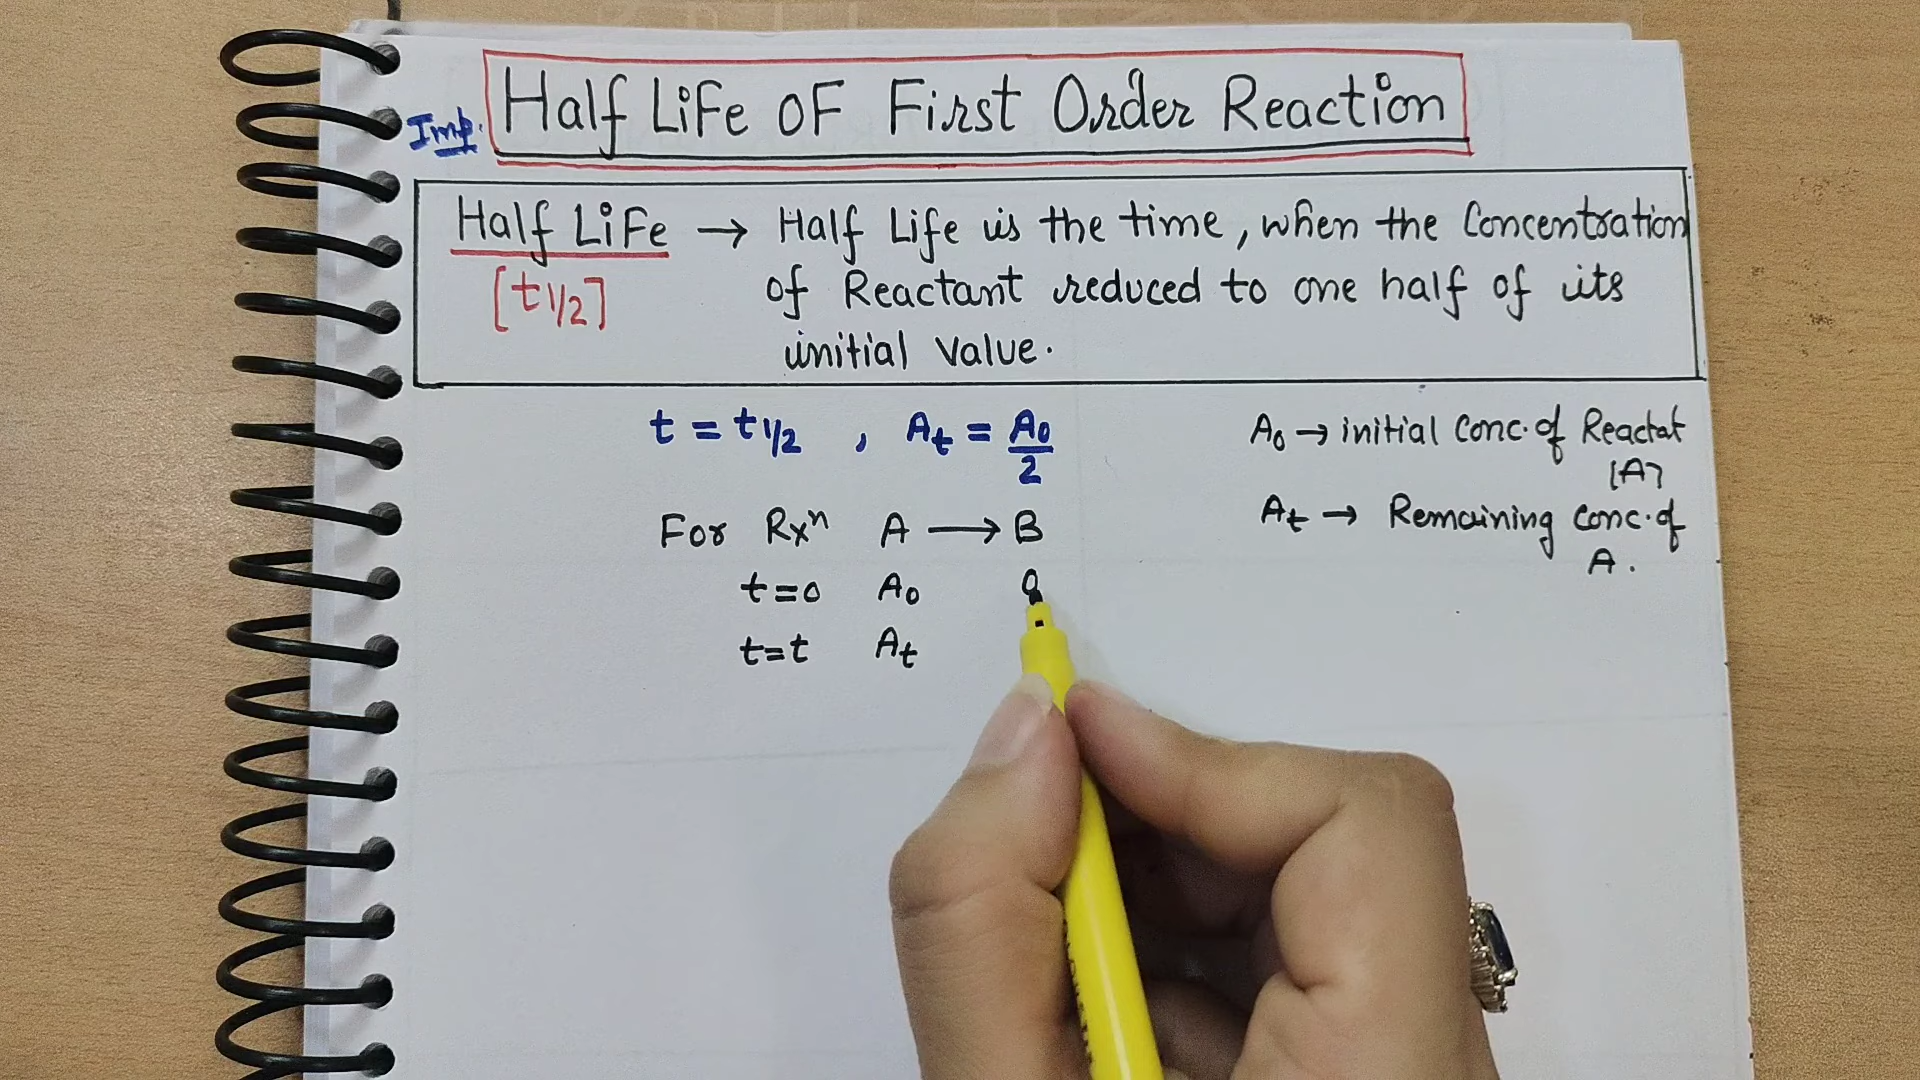 Half Life of First Order Reaction
Imp.
Half Life → Half Life is the time, when the Concentration
[t1/2] of Reactant reduced to one half of its
initial value.
t = t1/2 , At = A0/2
A0 → initial Conc. of Reactat
[A]
At → Remaining Conc. of
A.
For Rxn A → B
t=0 A0 0
t=t At